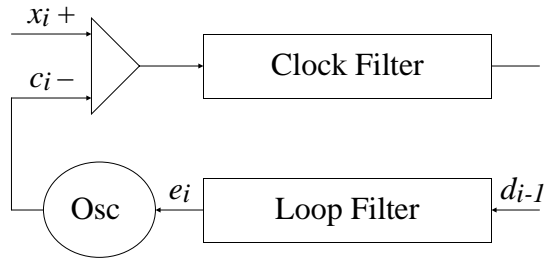 xi +
Clock Filter
ci −
Osc
ei
Loop Filter
di-1